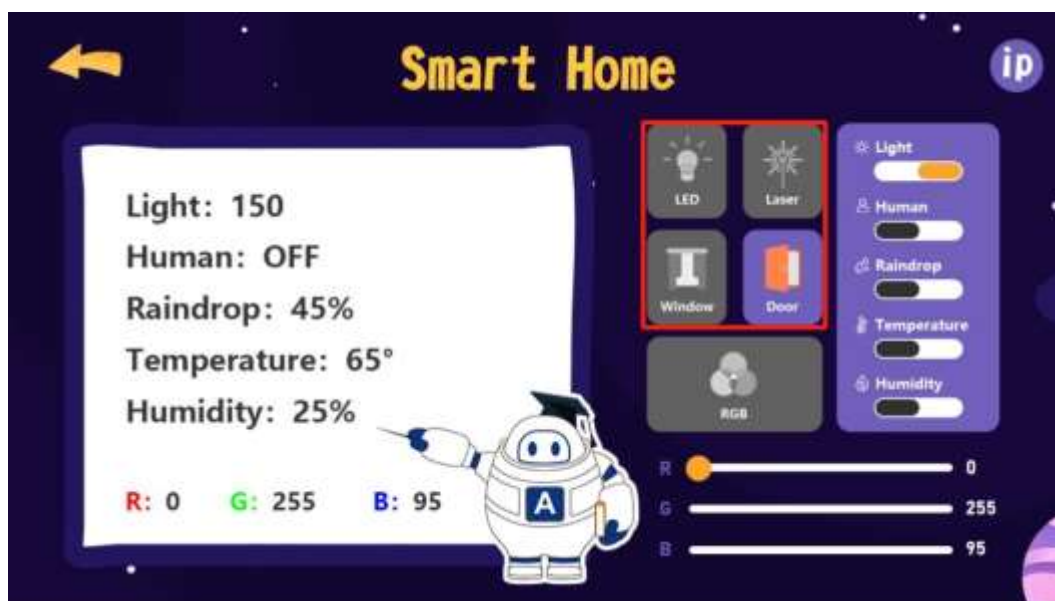 Smart Home
ip
Light: 150
Human: OFF
Raindrop: 45%
Temperature: 65°
Humidity: 25%
R: 0 G: 255 B: 95
A
LED Laser
Window Door
RGB
Light
Human
Raindrop
Temperature
Humidity
R 0
G 255
B 95